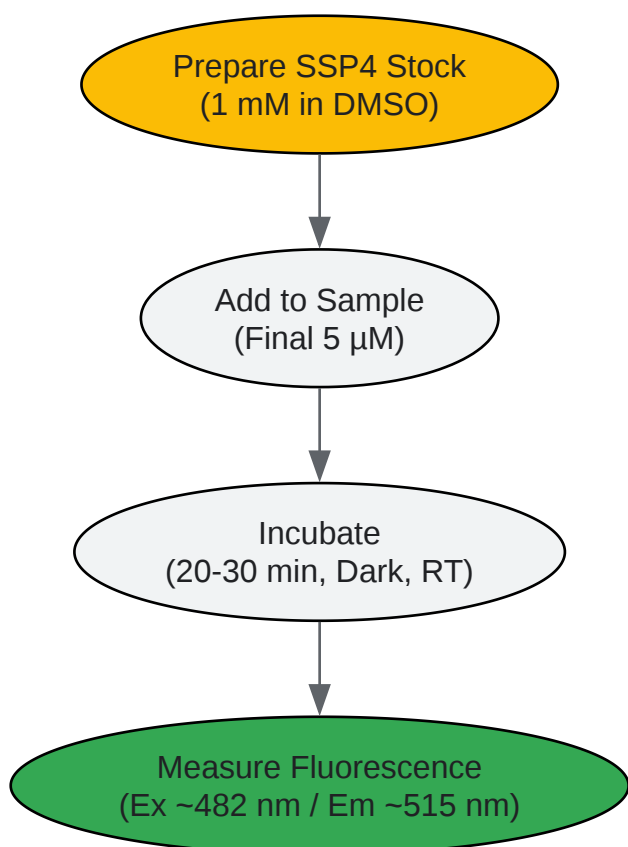 Prepare SSP4 Stock
(1 mM in DMSO)
Add to Sample
(Final 5 µM)
Incubate
(20-30 min, Dark, RT)
Measure Fluorescence
(Ex ~482 nm / Em ~515 nm)